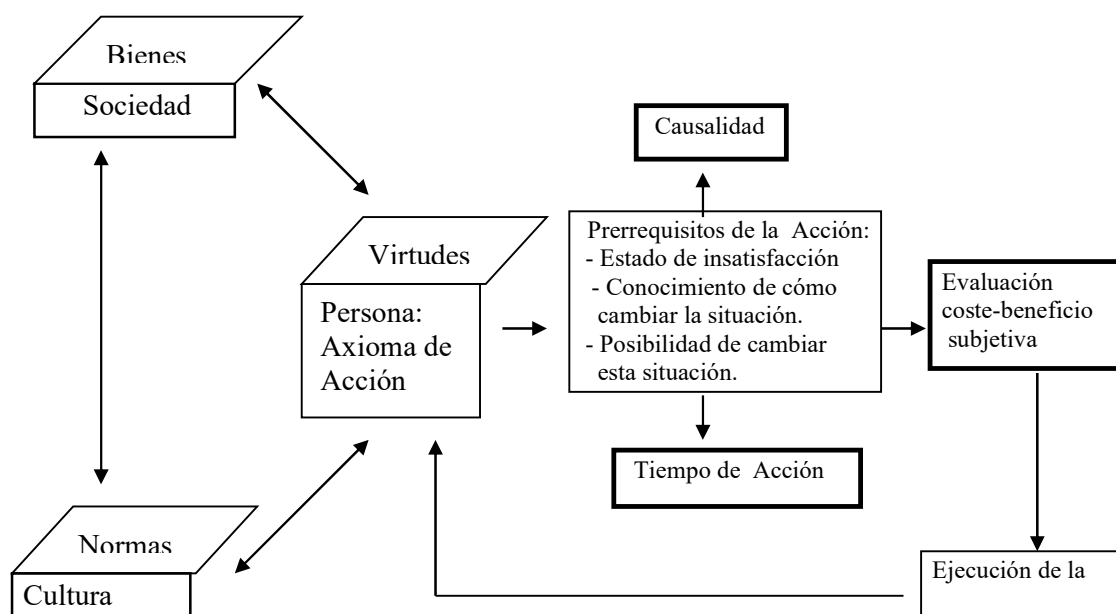 Bienes
Sociedad
Causalidad
Virtudes
Persona:
Axioma de
Acción
Prerrequisitos de la Acción:
- Estado de insatisfacción
- Conocimiento de cómo
cambiar la situación.
- Posibilidad de cambiar
esta situación.
Evaluación
coste-beneficio
subjetiva
Tiempo de Acción
Normas
Cultura
Ejecución de la